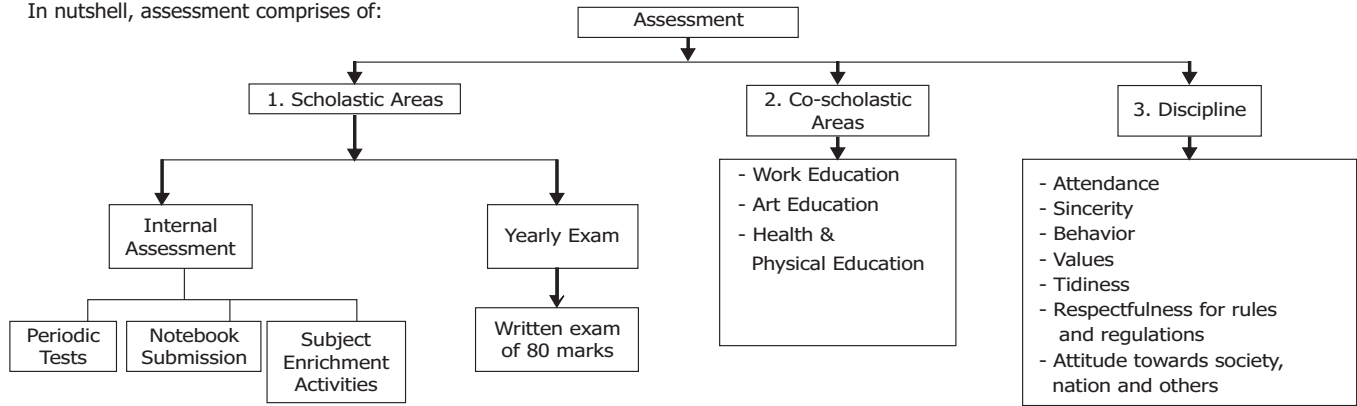 In nutshell, assessment comprises of:
Assessment
1. Scholastic Areas
2. Co-scholastic
Areas
3. Discipline
Internal
Assessment
Yearly Exam
- Work Education
- Art Education
- Health &
Physical Education
- Attendance
- Sincerity
- Behavior
- Values
- Tidiness
- Respectfulness for rules
and regulations
- Attitude towards society,
nation and others
Periodic
Tests
Notebook
Submission
Subject
Enrichment
Activities
Written exam
of 80 marks